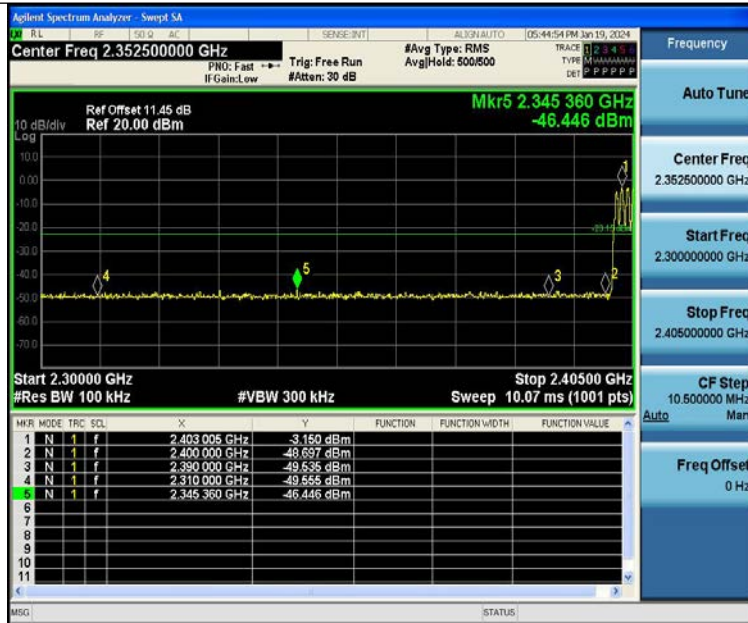 Agilent Spectrum Analyzer - Swept SA
RL RF 50 Ω AC SENSE:INT ALIGN AUTO 05:44:54 PM Jan 19, 2024
Center Freq 2.352500000 GHz
PNO: Fast Trig: Free Run
IFGain:Low #Atten: 30 dB
#Avg Type: RMS
Avg|Hold: 500/500
TRACE 1 2 3 4 5 6
TYPE M
DET P P P P P
Mkr5 2.345 360 GHz
-46.446 dBm
Ref Offset 11.45 dB
10 dB/div Ref 20.00 dBm
Log
10.0
0.00
-10.0
-20.0
-30.0
-40.0
-50.0
-60.0
-70.0
1
4
5
3
2
Start 2.30000 GHz Stop 2.40500 GHz
#Res BW 100 kHz #VBW 300 kHz Sweep 10.07 ms (1001 pts)
MKR MODE TRC SCL X Y FUNCTION FUNCTION WIDTH FUNCTION VALUE
1 N 1 f 2.403 005 GHz -3.150 dBm
2 N 1 f 2.400 000 GHz -48.697 dBm
3 N 1 f 2.390 000 GHz -49.535 dBm
4 N 1 f 2.310 000 GHz -49.555 dBm
5 N 1 f 2.345 360 GHz -46.446 dBm
6
7
8
9
10
11
MSG STATUS
Frequency
Auto Tune
Center Freq
2.352500000 GHz
Start Freq
2.300000000 GHz
Stop Freq
2.405000000 GHz
CF Step
10.500000 MHz
Auto Man
Freq Offset
0 Hz